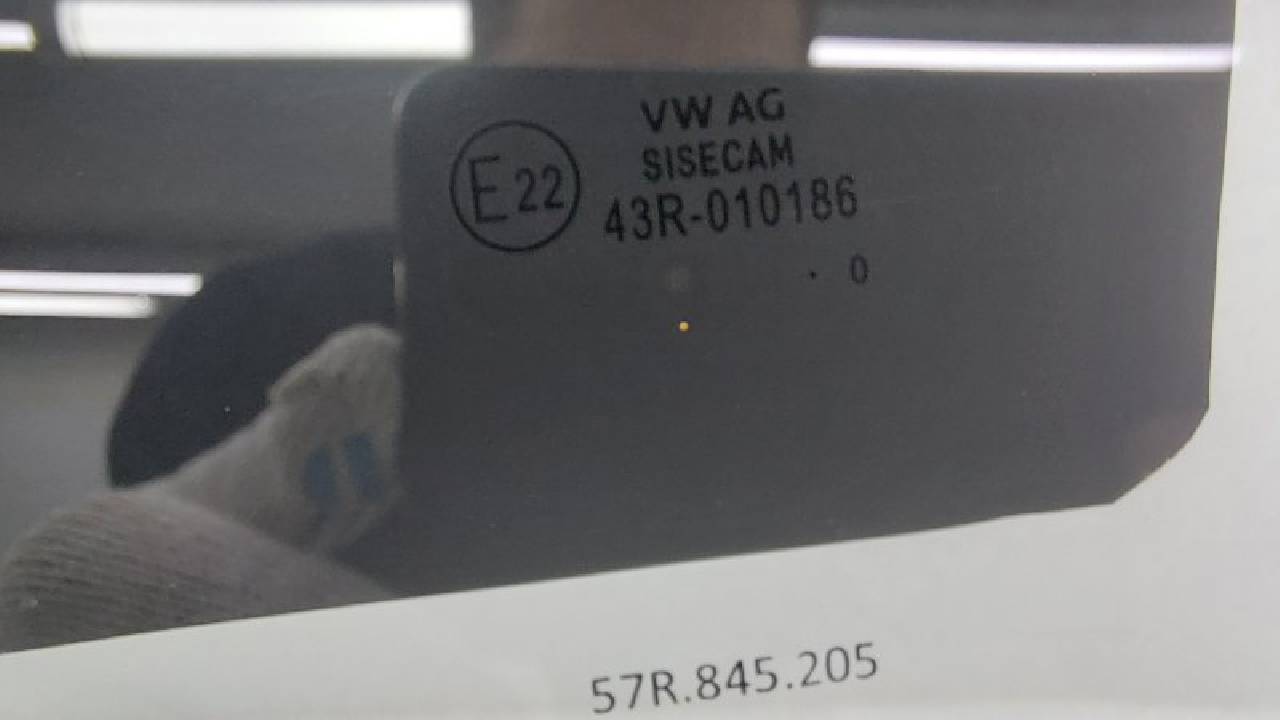 VW AG
SISECAM
E22
43R-010186
. 0
57R.845.205